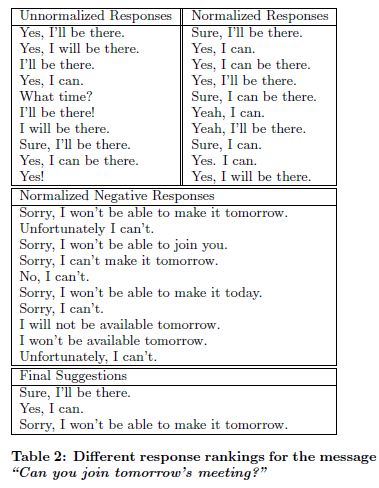 Unnormalized Responses
Yes, I'll be there.
Yes, I will be there.
I'll be there.
Yes, I can.
What time?
I'll be there!
I will be there.
Sure, I'll be there.
Yes, I can be there.
Yes!
Normalized Responses
Sure, I'll be there.
Yes, I can.
Yes, I can be there.
Yes, I'll be there.
Sure, I can be there.
Yeah, I can.
Yeah, I'll be there.
Sure, I can.
Yes. I can.
Yes, I will be there.
Normalized Negative Responses
Sorry, I won't be able to make it tomorrow.
Unfortunately I can't.
Sorry, I won't be able to join you.
Sorry, I can't make it tomorrow.
No, I can't.
Sorry, I won't be able to make it today.
Sorry, I can't.
I will not be available tomorrow.
I won't be available tomorrow.
Unfortunately, I can't.
Final Suggestions
Sure, I'll be there.
Yes, I can.
Sorry, I won't be able to make it tomorrow.
Table 2: Different response rankings for the message
"Can you join tomorrow's meeting?"